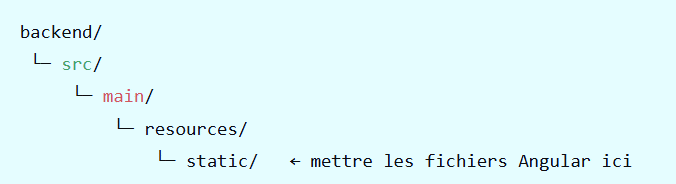 backend/
└─ src/
└─ main/
└─ resources/
└─ static/ ← mettre les fichiers Angular ici